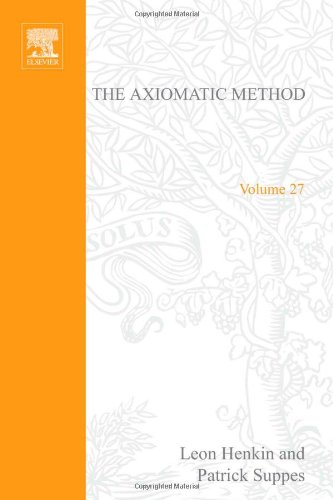 ELSEVIER
THE AXIOMATIC METHOD
Volume 27
SOLUS
Leon Henkin and
Patrick Suppes